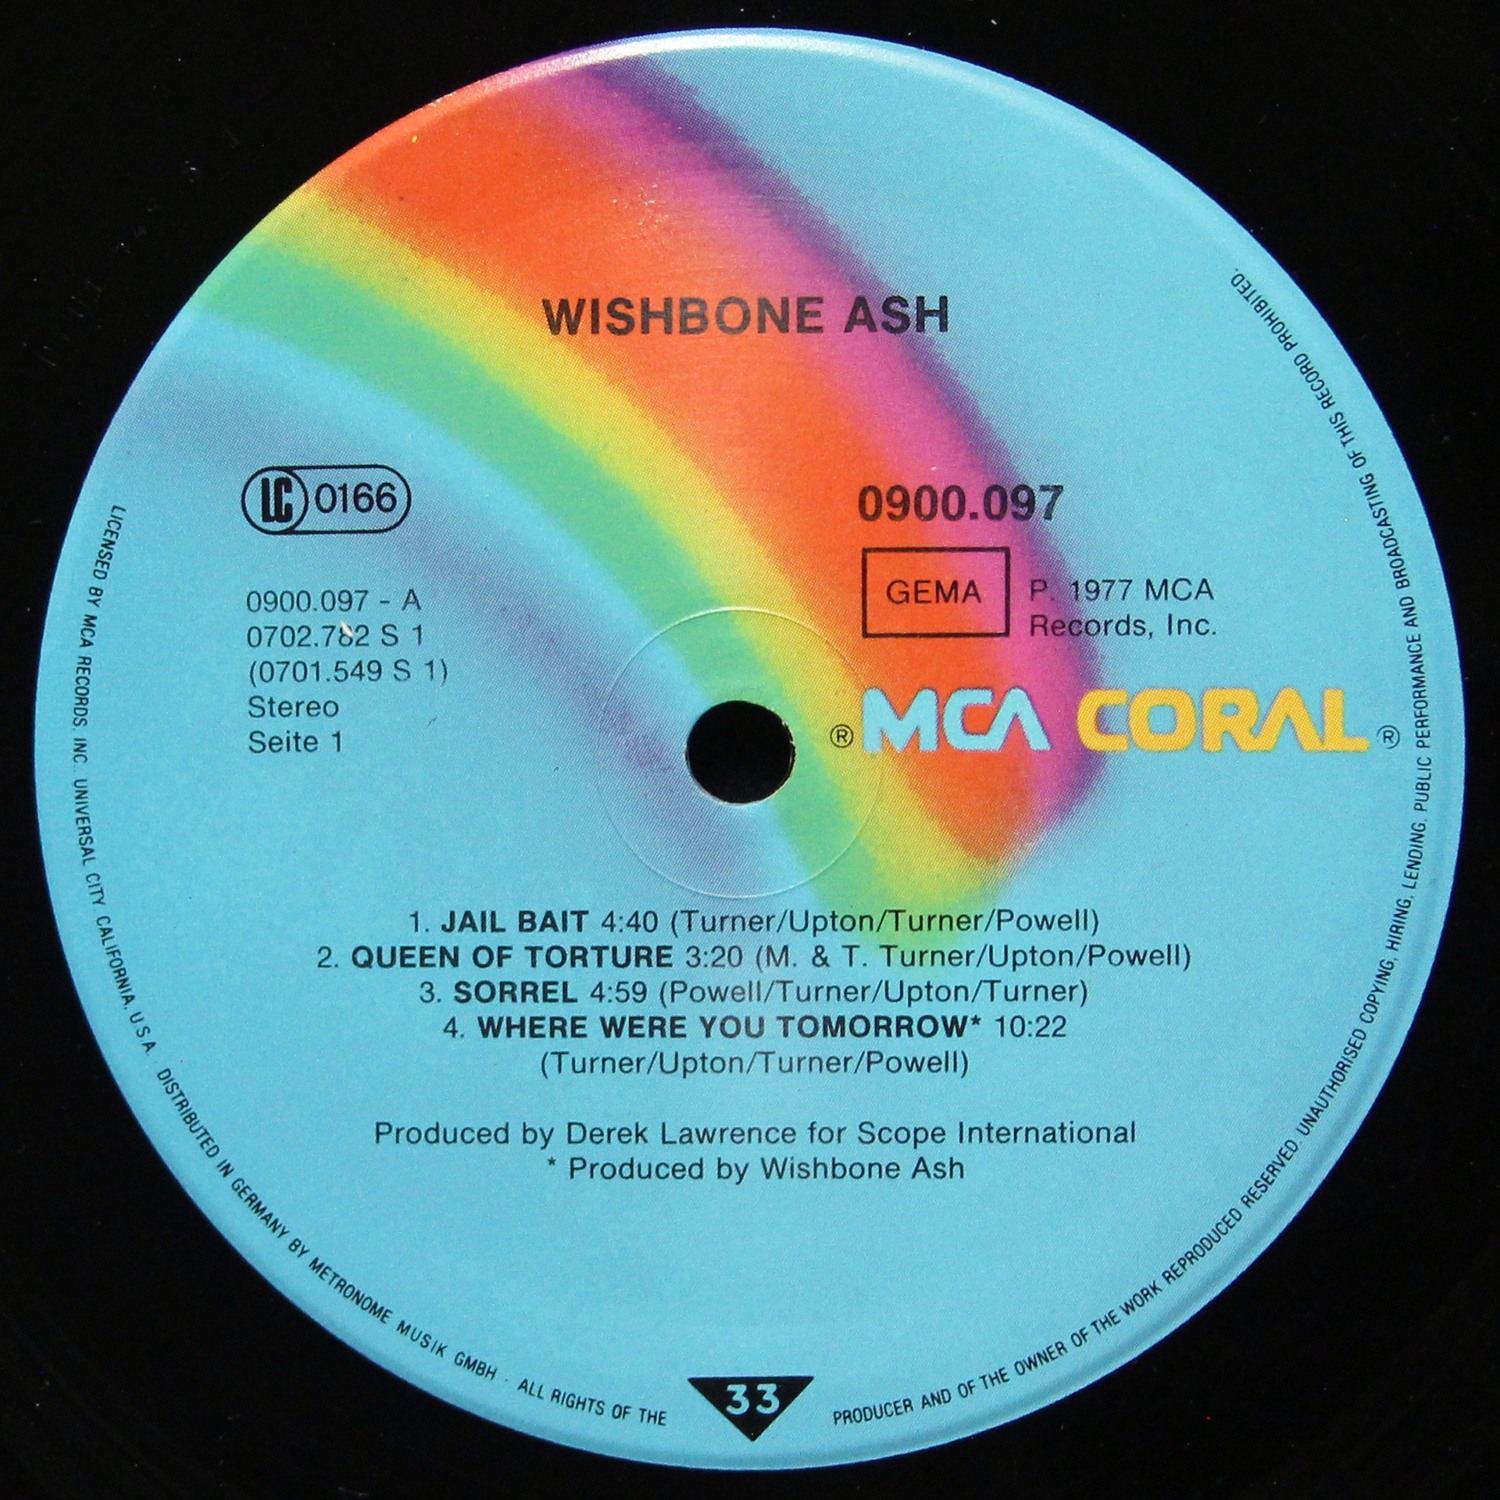 WISHBONE ASH
LC 0166
0900.097
GEMA
P. 1977 MCA
Records, Inc.
0900.097 - A
0702.782 S 1
(0701.549 S 1)
Stereo
Seite 1
® MCA CORAL ®
1. JAIL BAIT 4:40 (Turner/Upton/Turner/Powell)
2. QUEEN OF TORTURE 3:20 (M. & T. Turner/Upton/Powell)
3. SORREL 4:59 (Powell/Turner/Upton/Turner)
4. WHERE WERE YOU TOMORROW* 10:22
(Turner/Upton/Turner/Powell)
Produced by Derek Lawrence for Scope International
* Produced by Wishbone Ash
33
LICENSED BY MCA RECORDS. INC. UNIVERSAL CITY. CALIFORNIA, U.S.A. · DISTRIBUTED IN GERMANY BY METRONOME MUSIK GMBH · ALL RIGHTS OF THE PRODUCER AND OF THE OWNER OF THE WORK REPRODUCED RESERVED. UNAUTHORISED COPYING, HIRING, LENDING, PUBLIC PERFORMANCE AND BROADCASTING OF THIS RECORD PROHIBITED.